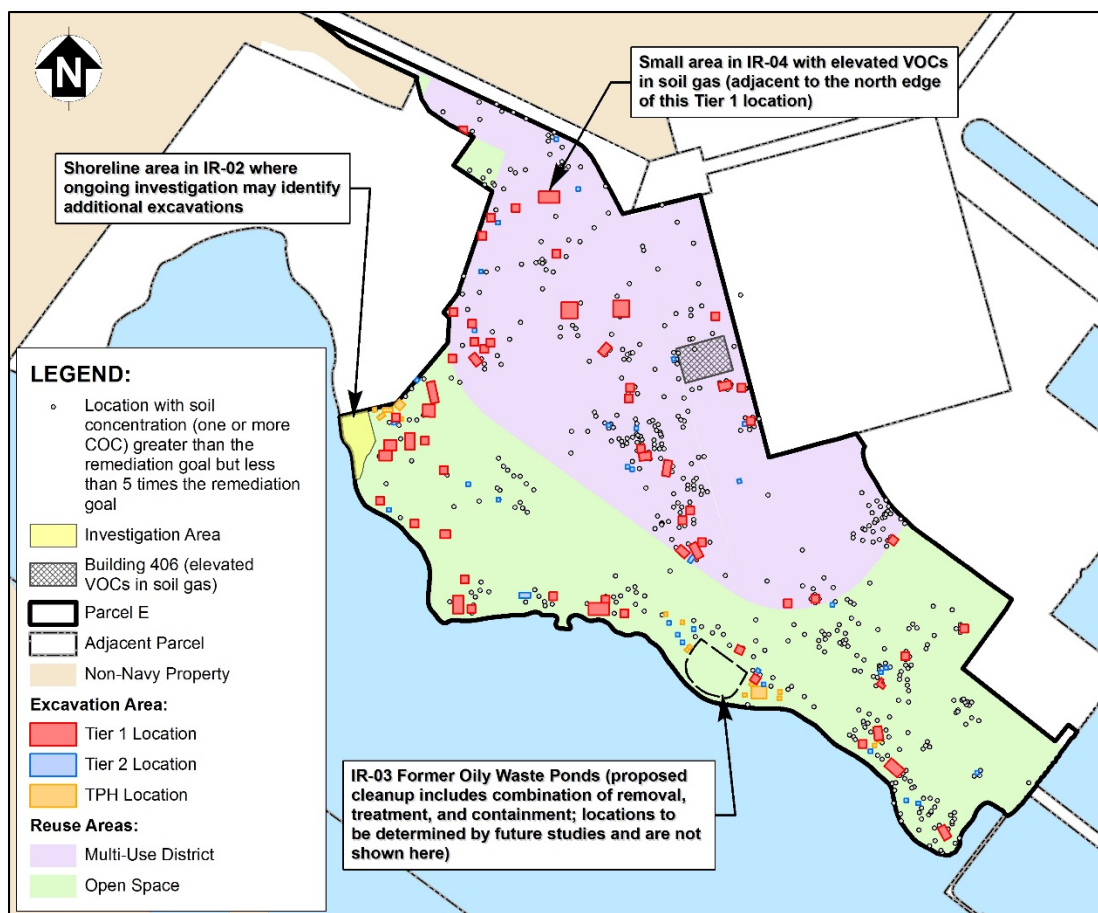 N
Small area in IR-04 with elevated VOCs
in soil gas (adjacent to the north edge
of this Tier 1 location)
Shoreline area in IR-02 where
ongoing investigation may identify
additional excavations
LEGEND:
Location with soil
concentration (one or more
COC) greater than the
remediation goal but less
than 5 times the remediation
goal
Investigation Area
Building 406 (elevated
VOCs in soil gas)
Parcel E
Adjacent Parcel
Non-Navy Property
Excavation Area:
Tier 1 Location
Tier 2 Location
TPH Location
Reuse Areas:
Multi-Use District
Open Space
IR-03 Former Oily Waste Ponds (proposed
cleanup includes combination of removal,
treatment, and containment; locations to
be determined by future studies and are not
shown here)